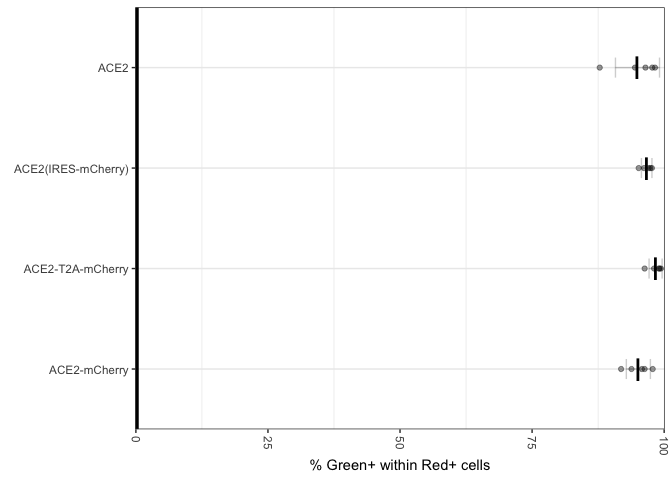 ACE2
ACE2(IRES-mCherry)
ACE2-T2A-mCherry
ACE2-mCherry
0 25 50 75 100
% Green+ within Red+ cells